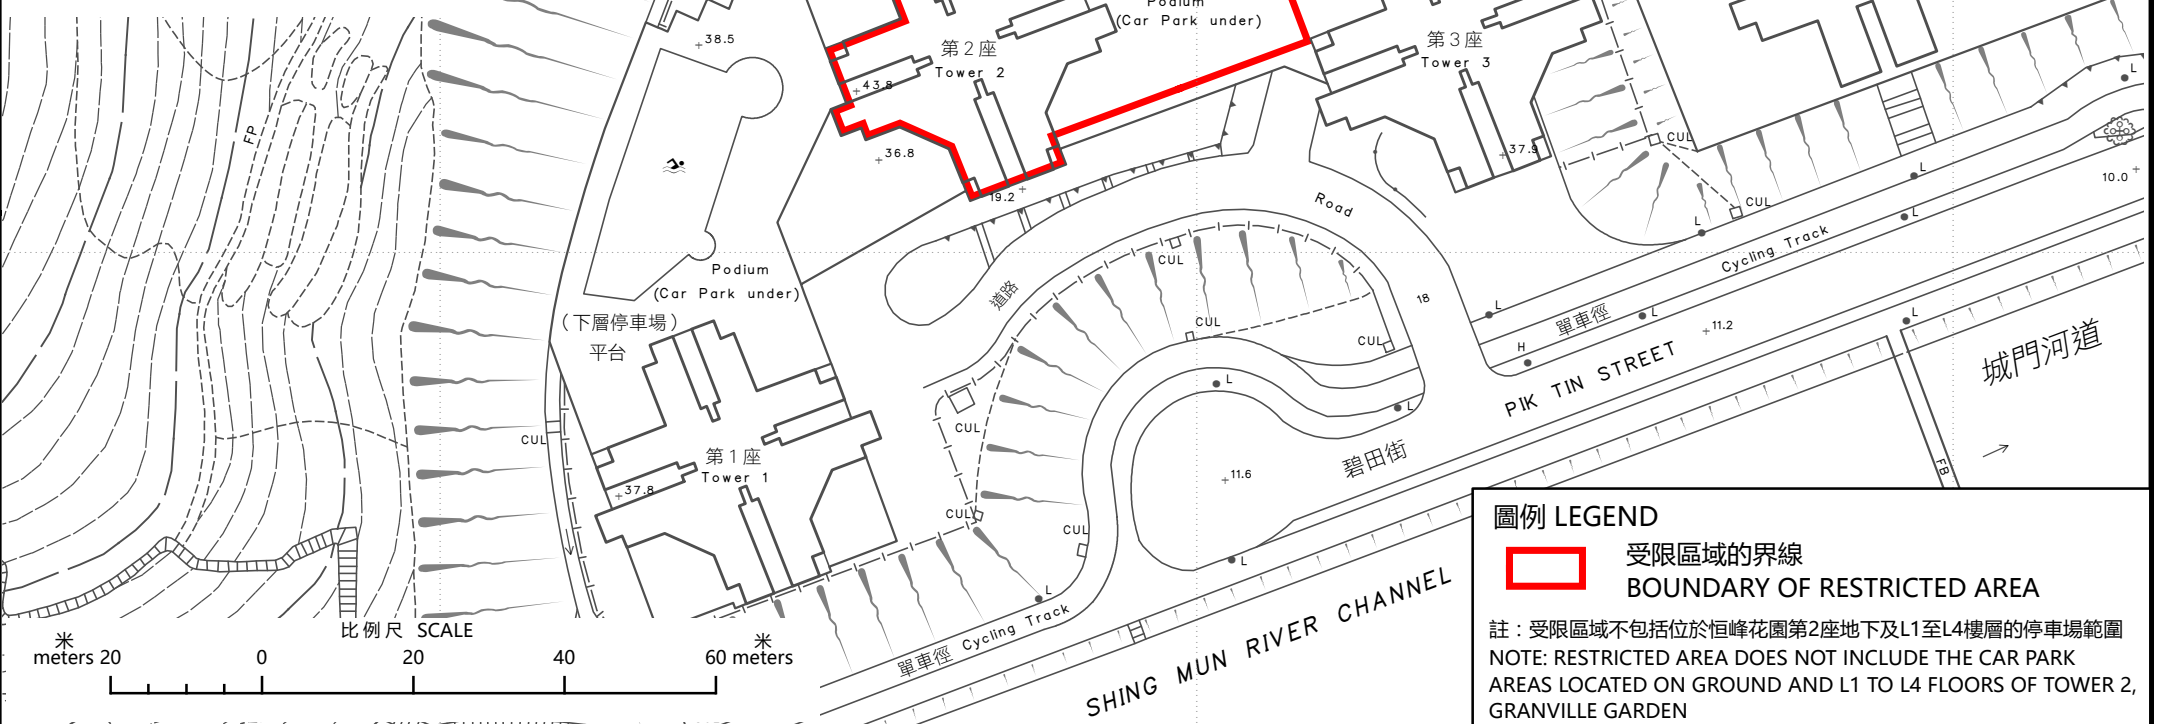 Podium
(Car Park under)
38.5
第2座
Tower 2
第3座
Tower 3
L
43.8
FP
CUL
36.8
37.9
10.0
L
19.2
Road
CUL
L
L
Cycling Track
CUL
Podium
(Car Park under)
道路
18
L
單車徑
L
11.2
L
(下層停車場)
平台
CUL
CUL
H
城門河道
PIK TIN STREET
L
L
CUL
CUL
第1座
Tower 1
碧田街
37.8
11.6
FB
CUL
CUL
L
L
Cycling Track
單車徑
SHING MUN RIVER CHANNEL
比例尺 SCALE
米
meters 20 0 20 40 60 meters
米
圖例 LEGEND
受限區域的界線
BOUNDARY OF RESTRICTED AREA
註：受限區域不包括位於恒峰花園第2座地下及L1至L4樓層的停車場範圍
NOTE: RESTRICTED AREA DOES NOT INCLUDE THE CAR PARK
AREAS LOCATED ON GROUND AND L1 TO L4 FLOORS OF TOWER 2,
GRANVILLE GARDEN